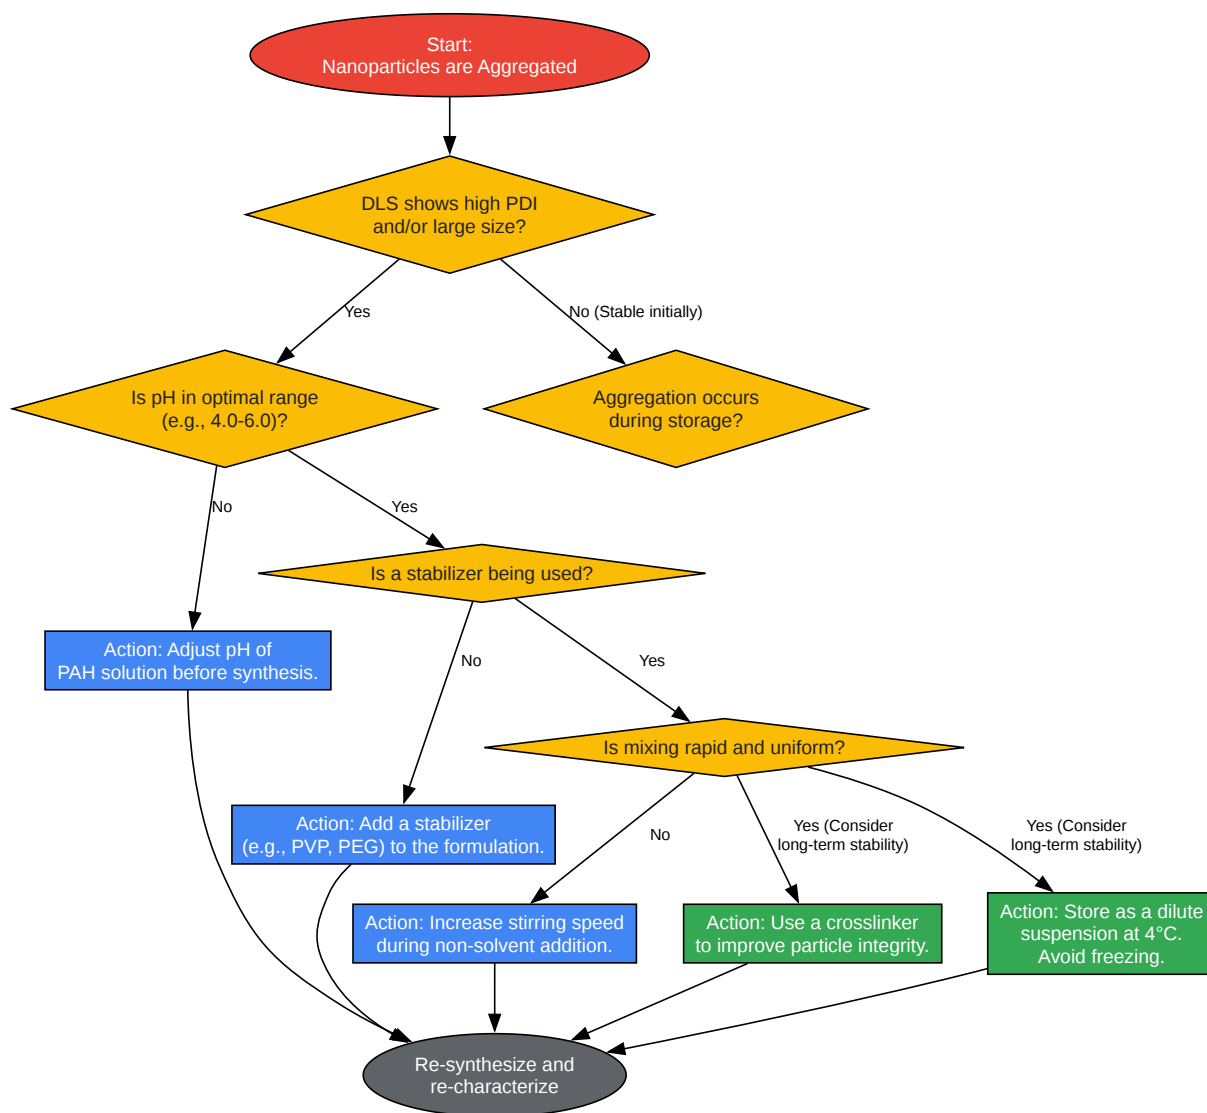 Start:
Nanoparticles are Aggregated
DLS shows high PDI
and/or large size?
Yes
No (Stable initially)
Is pH in optimal range
(e.g., 4.0-6.0)?
Aggregation occurs
during storage?
No
Yes
Is a stabilizer being used?
Action: Adjust pH of
PAH solution before synthesis.
No
Yes
Is mixing rapid and uniform?
Action: Add a stabilizer
(e.g., PVP, PEG) to the formulation.
No
Yes (Consider
long-term stability)
Yes (Consider
long-term stability)
Action: Increase stirring speed
during non-solvent addition.
Action: Use a crosslinker
to improve particle integrity.
Action: Store as a dilute
suspension at 4°C.
Avoid freezing.
Re-synthesize and
re-characterize